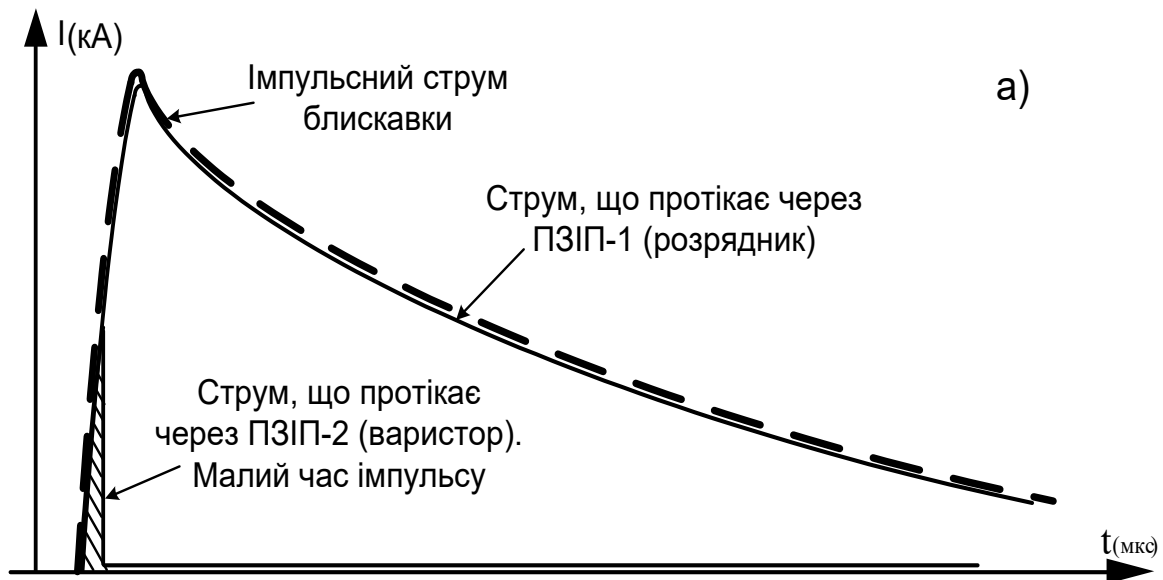 I(кА)
Імпульсний струм
блискавки
а)
Струм, що протікає через
ПЗІП-1 (розрядник)
Струм, що протікає
через ПЗІП-2 (варистор).
Малий час імпульсу
t(мкс)